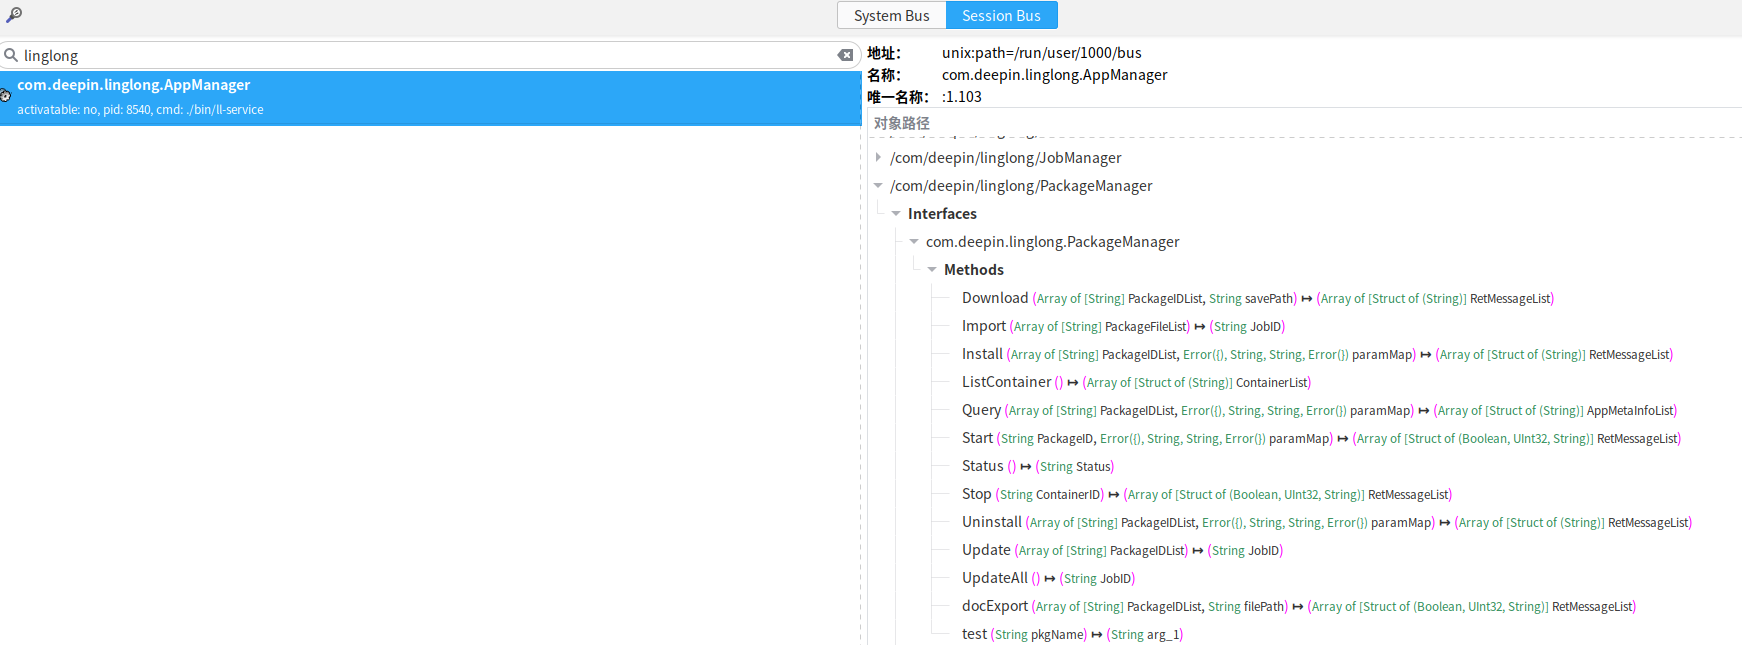 System Bus
Session Bus
linglong
com.deepin.linglong.AppManager
activatable: no, pid: 8540, cmd: ./bin/ll-service
地址： unix:path=/run/user/1000/bus
名称： com.deepin.linglong.AppManager
唯一名称： :1.103
对象路径
/com/deepin/linglong/JobManager
/com/deepin/linglong/PackageManager
Interfaces
com.deepin.linglong.PackageManager
Methods
Download (Array of [String] PackageIDList, String savePath) ↦ (Array of [Struct of (String)] RetMessageList)
Import (Array of [String] PackageFileList) ↦ (String JobID)
Install (Array of [String] PackageIDList, Error({), String, String, Error(}) paramMap) ↦ (Array of [Struct of (String)] RetMessageList)
ListContainer () ↦ (Array of [Struct of (String)] ContainerList)
Query (Array of [String] PackageIDList, Error({), String, String, Error(}) paramMap) ↦ (Array of [Struct of (String)] AppMetaInfoList)
Start (String PackageID, Error({), String, String, Error(}) paramMap) ↦ (Array of [Struct of (Boolean, UInt32, String)] RetMessageList)
Status () ↦ (String Status)
Stop (String ContainerID) ↦ (Array of [Struct of (Boolean, UInt32, String)] RetMessageList)
Uninstall (Array of [String] PackageIDList, Error({), String, String, Error(}) paramMap) ↦ (Array of [Struct of (String)] RetMessageList)
Update (Array of [String] PackageIDList) ↦ (String JobID)
UpdateAll () ↦ (String JobID)
docExport (Array of [String] PackageIDList, String filePath) ↦ (Array of [Struct of (Boolean, UInt32, String)] RetMessageList)
test (String pkgName) ↦ (String arg_1)